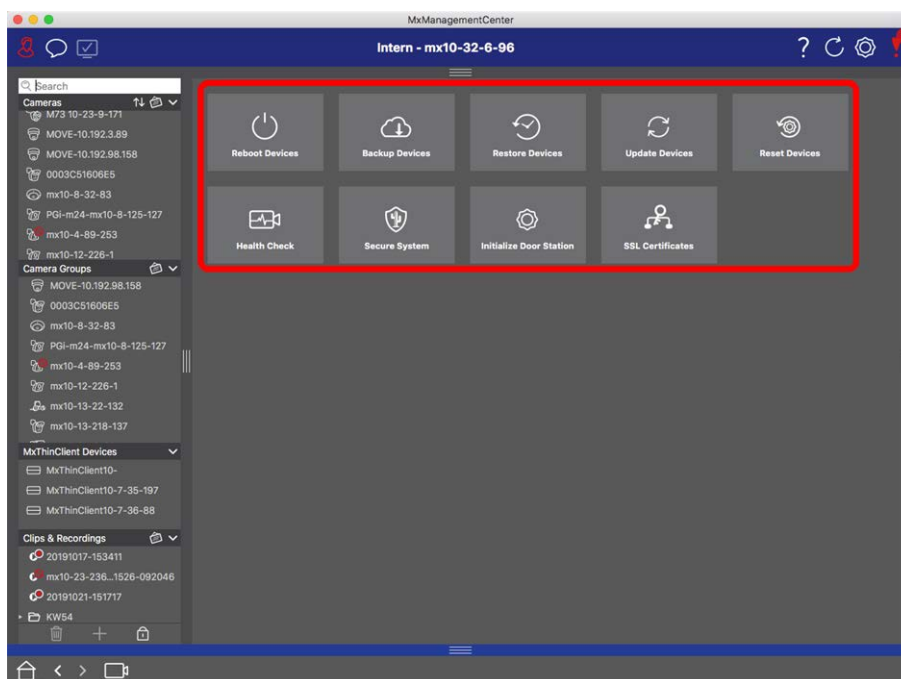 MxManagementCenter
Intern - mx10-32-6-96
?
Search
Cameras
M73 10-23-9-171
MOVE-10.192.3.89
MOVE-10.192.98.158
0003C51606E5
mx10-8-32-83
PGi-m24-mx10-8-125-127
mx10-4-89-253
mx10-12-226-1
Camera Groups
MOVE-10.192.98.158
0003C51606E5
mx10-8-32-83
PGi-m24-mx10-8-125-127
mx10-4-89-253
mx10-12-226-1
mx10-13-22-132
mx10-13-218-137
MxThinClient Devices
MxThinClient10-
MxThinClient10-7-35-197
MxThinClient10-7-36-88
Clips & Recordings
20191017-153411
mx10-23-236...1526-092046
20191021-151717
KW54
Reboot Devices
Backup Devices
Restore Devices
Update Devices
Reset Devices
Health Check
Secure System
Initialize Door Station
SSL Certificates